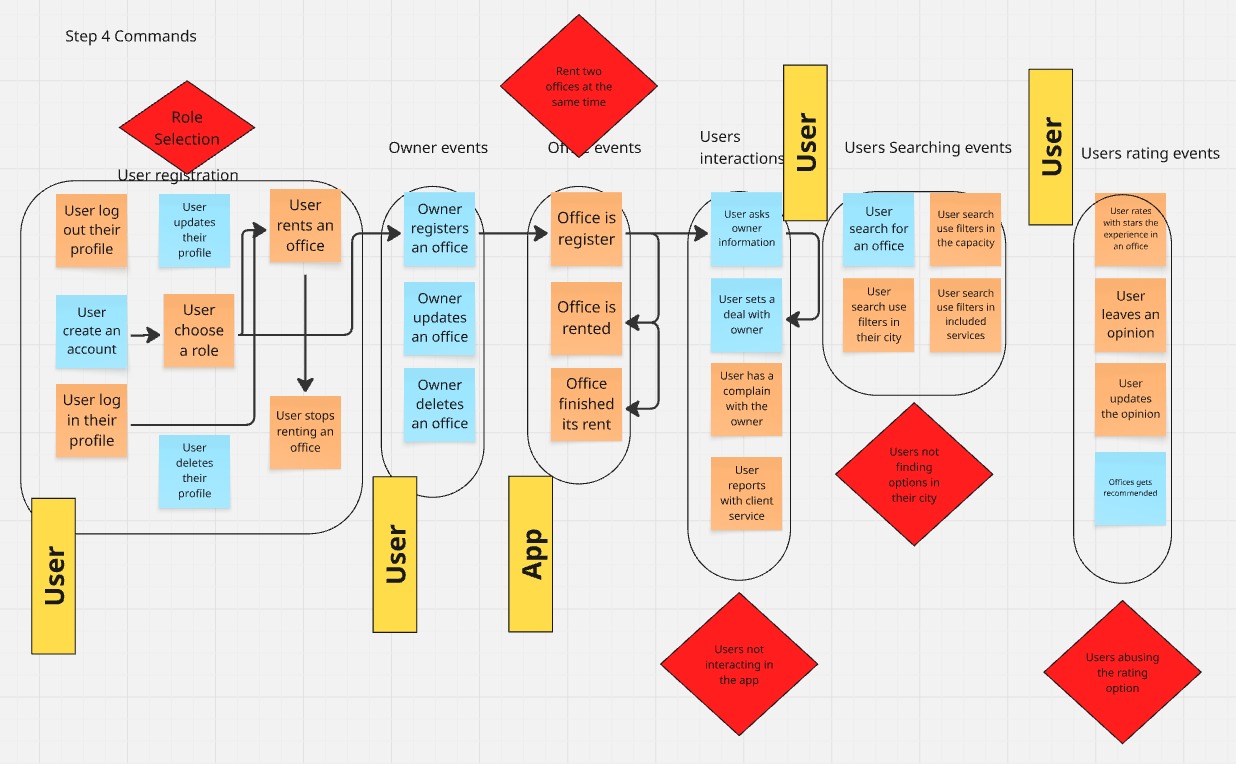 Step 4 Commands
Role
Selection
User registration
User log
out their
profile
User
updates
their
profile
User
rents an
office
User
create an
account
User
choose
a role
User log
in their
profile
User
deletes
their
profile
User stops
renting an
office
User
Owner events
Owner
registers
an office
Owner
updates
an office
Owner
deletes
an office
User
Rent two
offices at the
same time
Office events
Office is
register
Office is
rented
Office
finished
its rent
App
Users
interactions
User asks
owner
information
User sets a
deal with
owner
User has a
complain
with the
owner
User
reports
with client
service
Users not
interacting in
the app
User
Users Searching events
User
search for
an office
User search
use filters in
the capacity
User
search use
filters in
their city
User search
use filters in
included
services
Users not
finding
options in
their city
User
Users rating events
User rates
with stars the
experience in
an office
User
leaves an
opinion
User
updates
the opinion
Offices gets
recommended
Users abusing
the rating
option